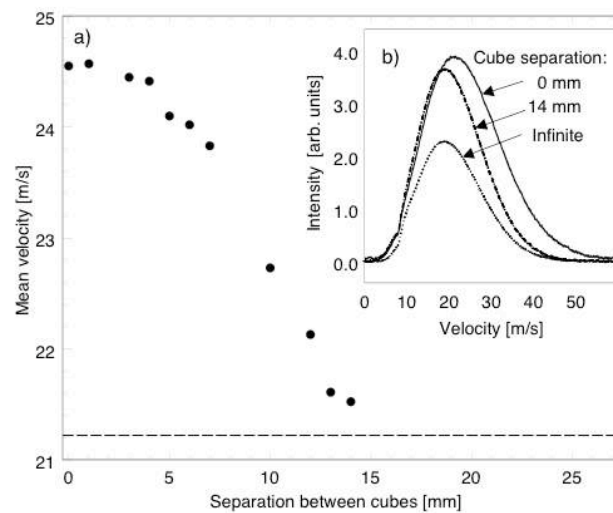 25
24
23
22
21
Mean velocity [m/s]
a)
0 5 10 15 20 25
Separation between cubes [mm]
b)
Cube separation:
0 mm
14 mm
Infinite
4.0
3.0
2.0
1.0
0.0
Intensity [arb. units]
0 10 20 30 40 50
Velocity [m/s]